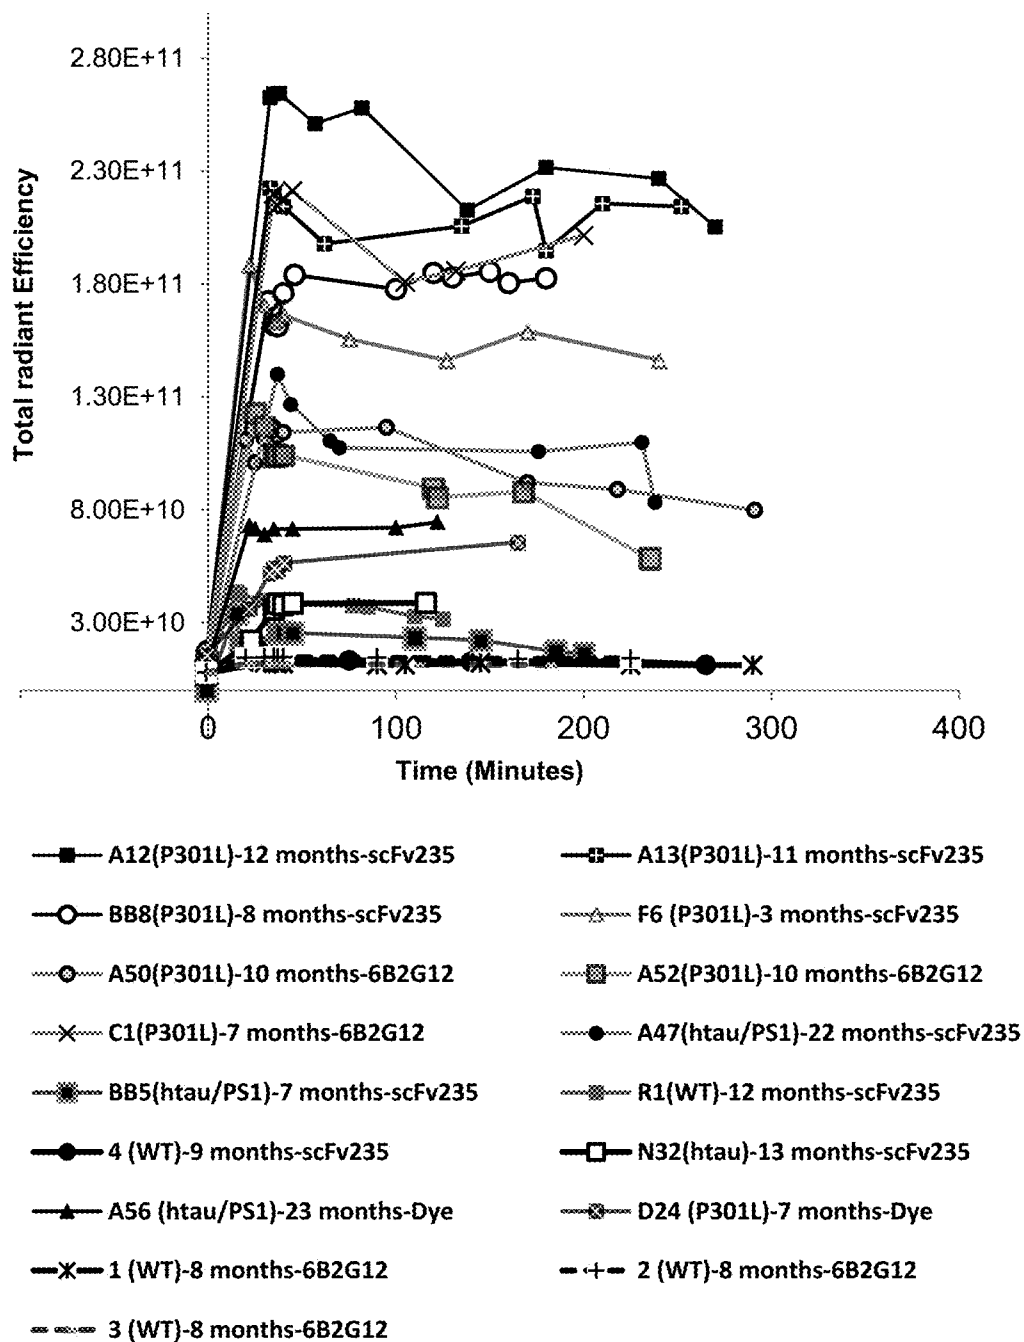 2.80E+11
2.30E+11
1.80E+11
1.30E+11
8.00E+10
3.00E+10
Total radiant Efficiency
0 100 200 300 400
Time (Minutes)
A12(P301L)-12 months-scFv235
A13(P301L)-11 months-scFv235
BB8(P301L)-8 months-scFv235
F6 (P301L)-3 months-scFv235
A50(P301L)-10 months-6B2G12
A52(P301L)-10 months-6B2G12
C1(P301L)-7 months-6B2G12
A47(htau/PS1)-22 months-scFv235
BB5(htau/PS1)-7 months-scFv235
R1(WT)-12 months-scFv235
4 (WT)-9 months-scFv235
N32(htau)-13 months-scFv235
A56 (htau/PS1)-23 months-Dye
D24 (P301L)-7 months-Dye
1 (WT)-8 months-6B2G12
2 (WT)-8 months-6B2G12
3 (WT)-8 months-6B2G12